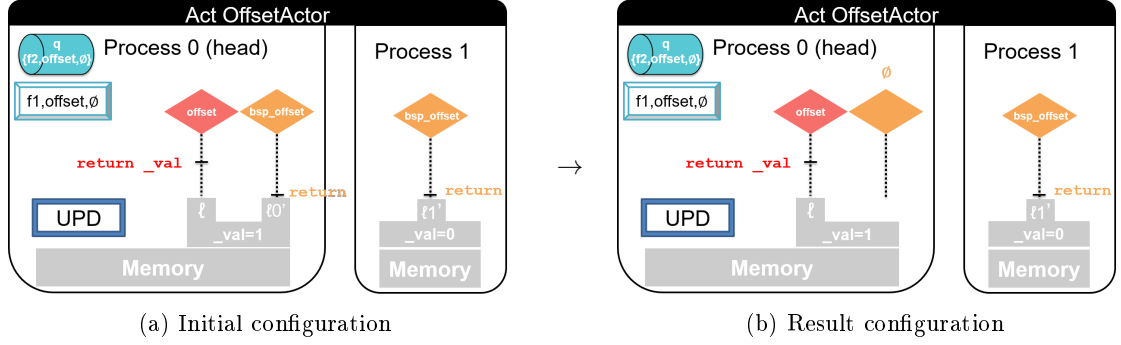 Act OffsetActor
q
{f2,offset,ø}
Process 0 (head)
f1,offset,ø
offset
bsp_offset
return _val
return
UPD
ℓ
ℓ0'
_val=1
Memory
Process 1
bsp_offset
return
ℓ1'
_val=0
Memory
(a) Initial configuration
→
Act OffsetActor
q
{f2,offset,ø}
Process 0 (head)
f1,offset,ø
ø
offset
return _val
UPD
ℓ
_val=1
Memory
Process 1
bsp_offset
return
ℓ1'
_val=0
Memory
(b) Result configuration